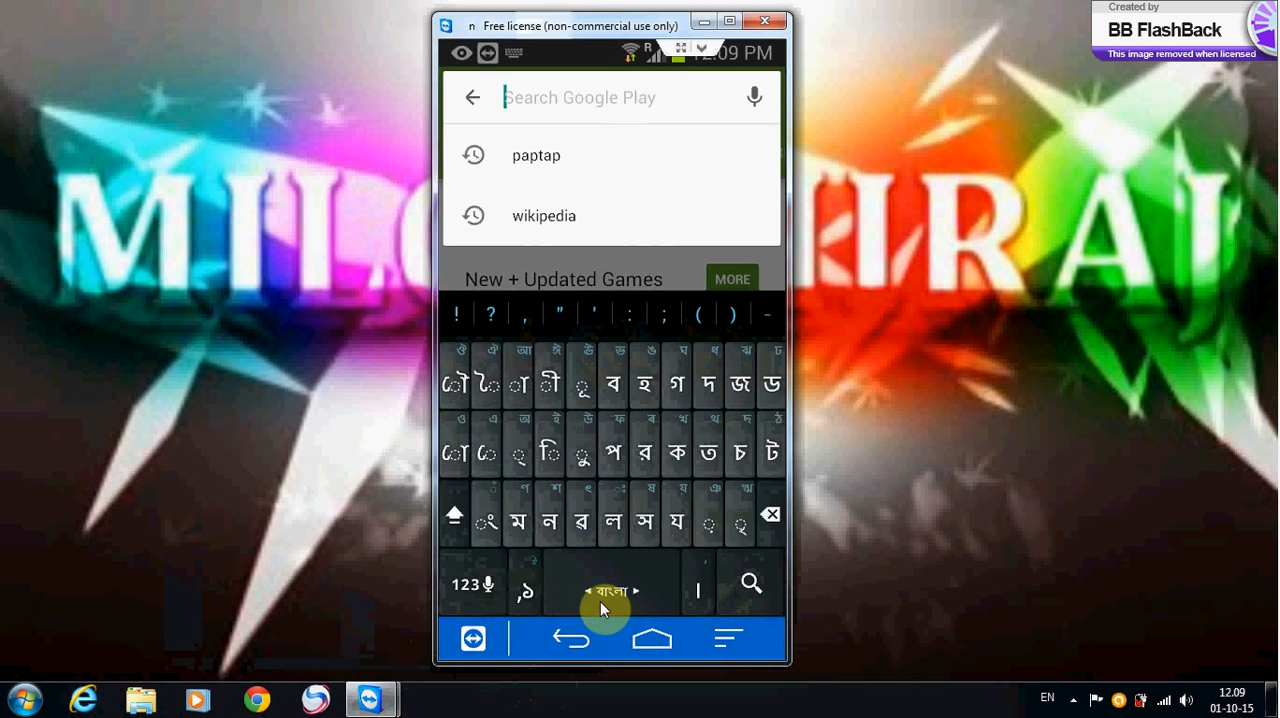 Created by
BB FlashBack
This image removed when licensed
n Free license (non-commercial use only)
R 12:09 PM
Search Google Play
paptap
wikipedia
New + Updated Games
MORE
! ? , " ' : ; ( ) -
ঔ ঐ আ ঈ ঊ ভ ঙ ঘ ধ ঝ ঢ
ৌ ৈ া ী ূ ব হ গ দ জ ড
ও এ অ ই উ ফ ৰ খ থ ছ ঠ
ো ে ্ ি ু প র ক ত চ ট
ঁ ণ শ ৎ ঃ ষ য় ঞ ঋ
ং ম ন ৱ ল স য ় ৃ
123 ,১ ◂ বাংলা ▸ ।
EN
12.09
01-10-15